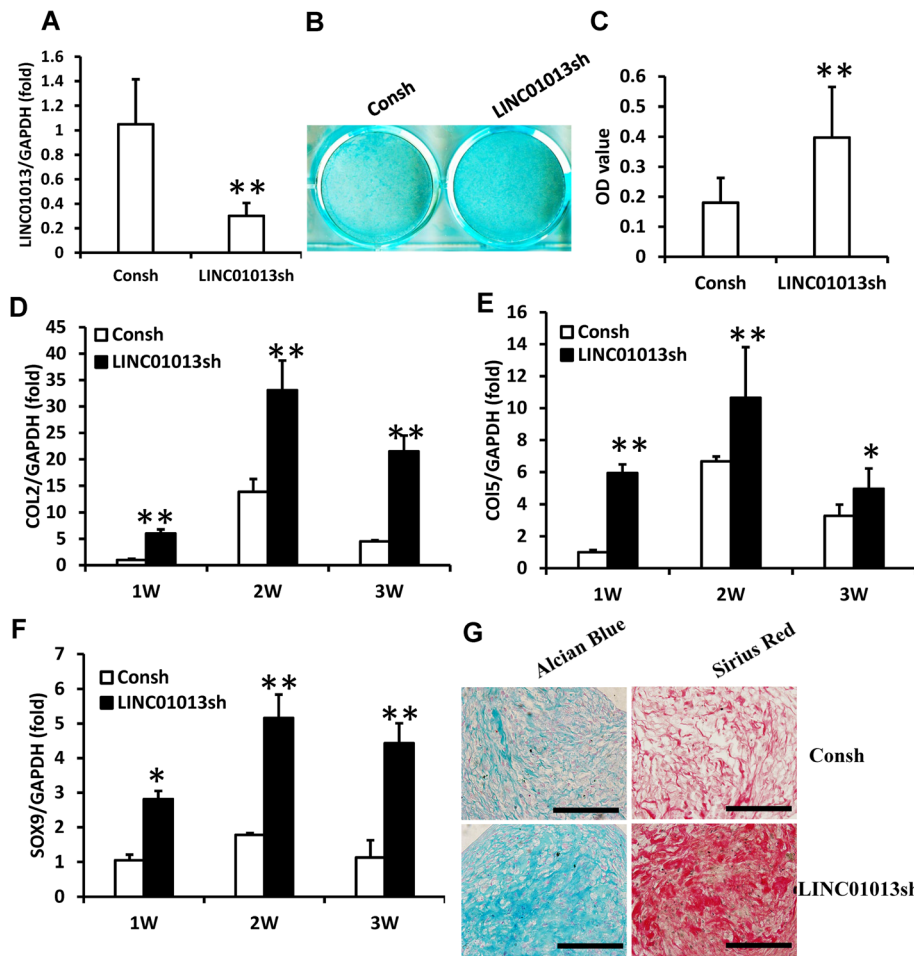 A
LINC01013/GAPDH (fold)
1.6
1.4
1.2
1
0.8
0.6
0.4
0.2
0
**
Consh
LINC01013sh
B
Consh
LINC01013sh
C
OD value
0.6
0.5
0.4
0.3
0.2
0.1
0
**
Consh
LINC01013sh
D
COL2/GAPDH (fold)
45
40
35
30
25
20
15
10
5
0
Consh
LINC01013sh
**
**
**
1W
2W
3W
E
COl5/GAPDH (fold)
16
14
12
10
8
6
4
2
0
Consh
LINC01013sh
**
**
*
1W
2W
3W
F
SOX9/GAPDH (fold)
7
6
5
4
3
2
1
0
Consh
LINC01013sh
*
**
**
1W
2W
3W
G
Alcian Blue
Sirius Red
Consh
LINC01013sh